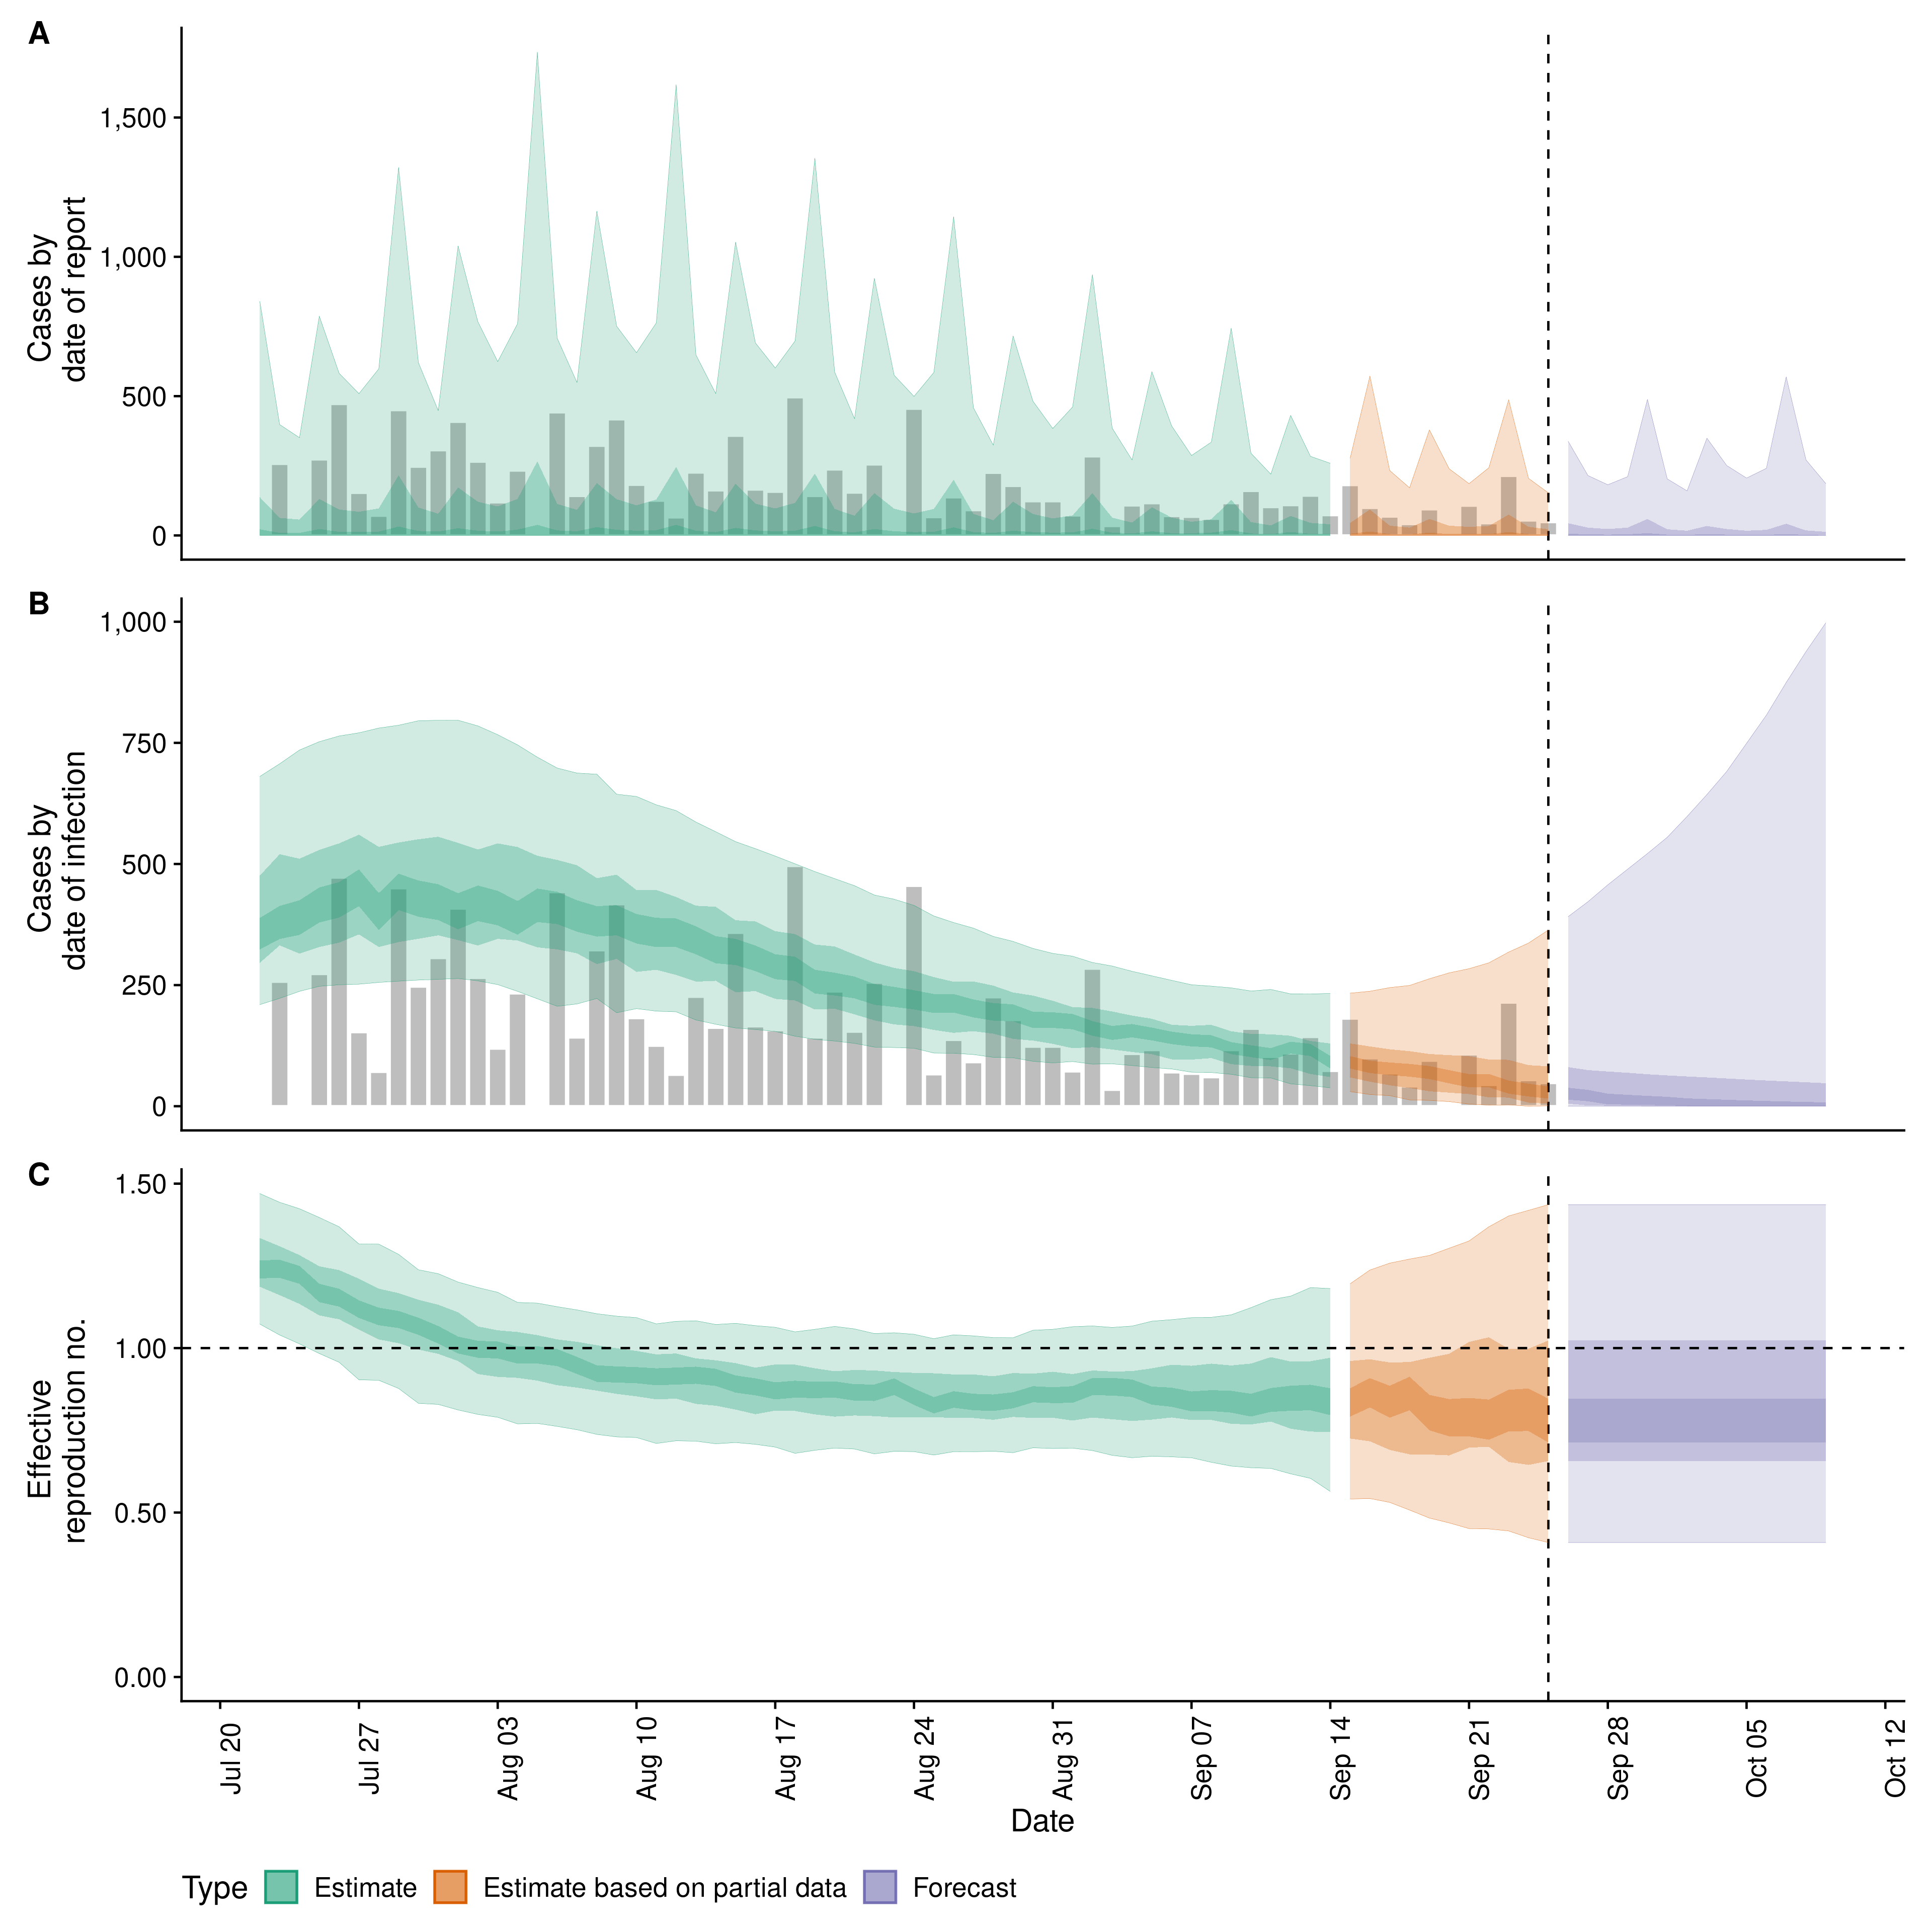 A
Cases by
date of report
1,500
1,000
500
0
B
Cases by
date of infection
1,000
750
500
250
0
C
Effective
reproduction no.
1.50
1.00
0.50
0.00
Jul 20
Jul 27
Aug 03
Aug 10
Aug 17
Aug 24
Aug 31
Sep 07
Sep 14
Sep 21
Sep 28
Oct 05
Oct 12
Date
Type Estimate Estimate based on partial data Forecast